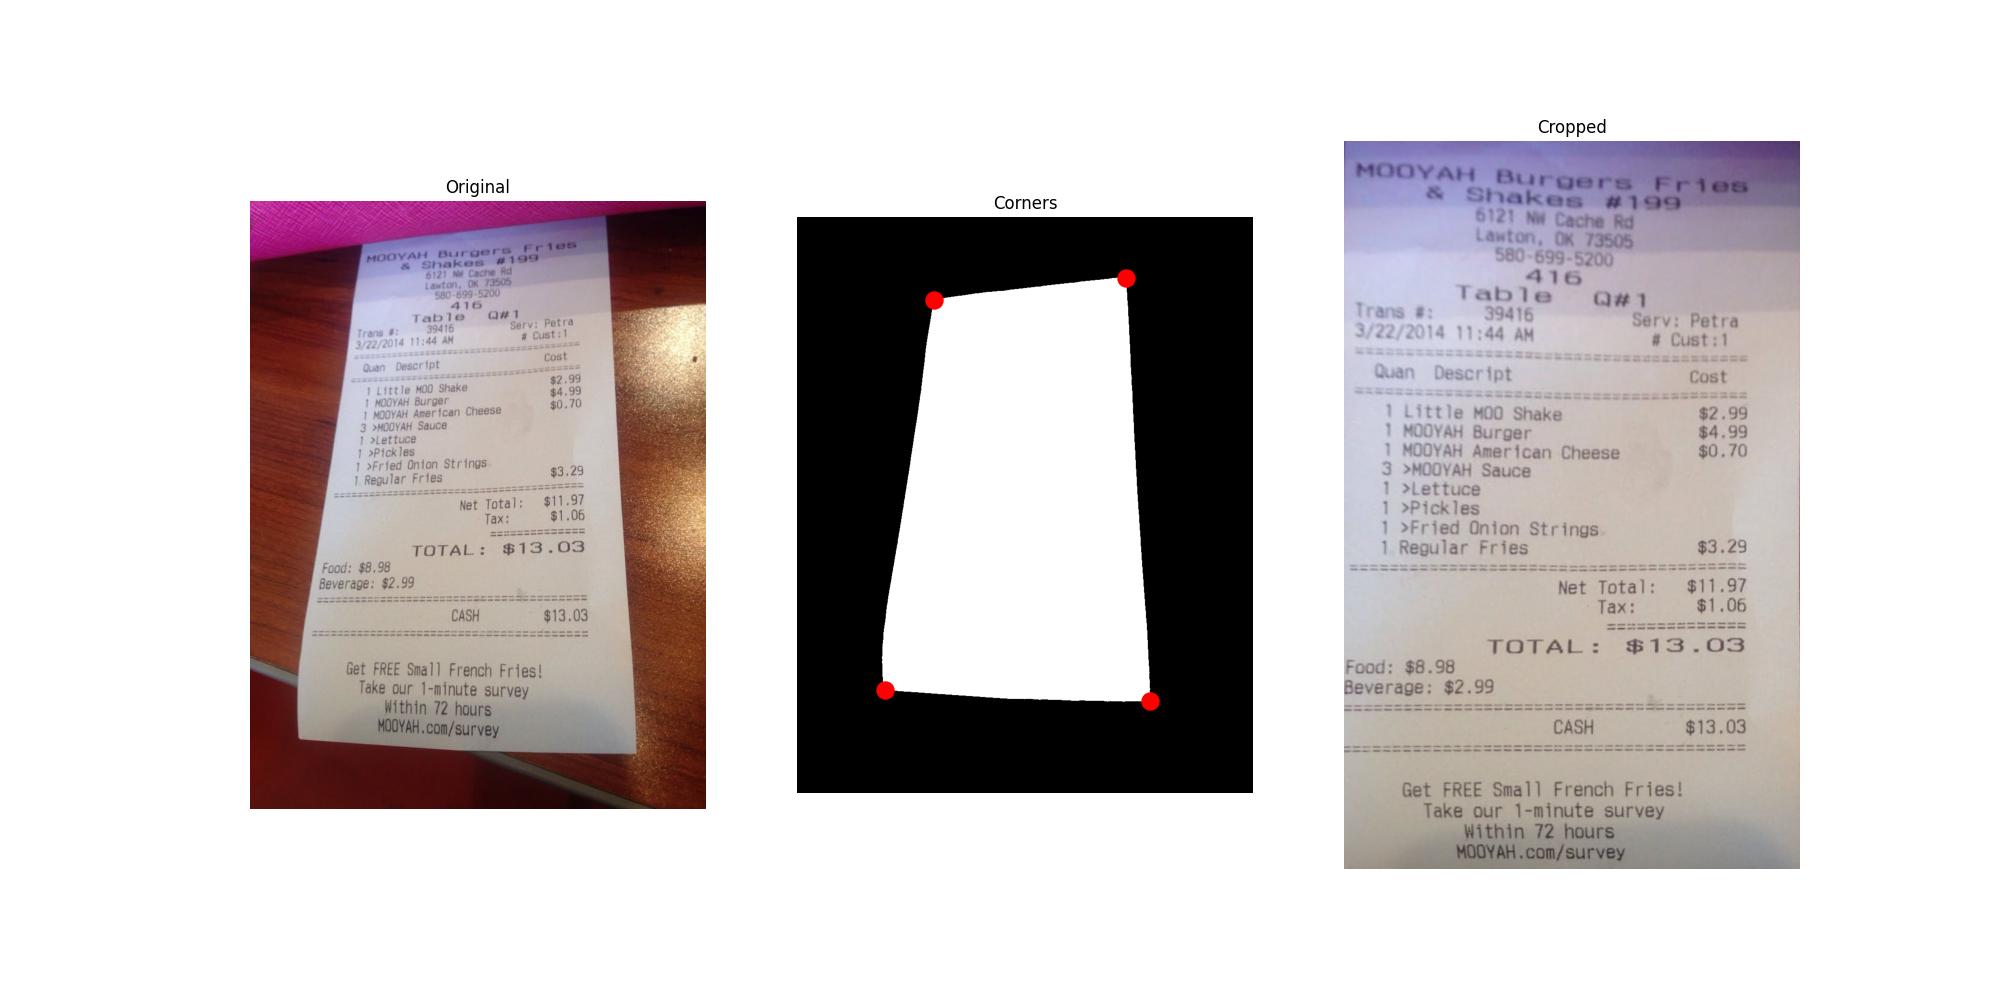 Original
MOOYAH Burgers Fries
& Shakes #199
6121 NW Cache Rd
Lawton, OK 73505
580-699-5200
416
Table Q#1
Trans #: 39416 Serv: Petra
3/22/2014 11:44 AM # Cust:1
==============================
Quan Descript Cost
==============================
1 Little MOO Shake $2.99
1 MOOYAH Burger $4.99
1 MOOYAH American Cheese $0.70
3 >MOOYAH Sauce
1 >Lettuce
1 >Pickles
1 >Fried Onion Strings
1 Regular Fries $3.29
==============================
Net Total: $11.97
Tax: $1.06
==============
TOTAL: $13.03
Food: $8.98
Beverage: $2.99
==============================
CASH $13.03
==============================
Get FREE Small French Fries!
Take our 1-minute survey
Within 72 hours
MOOYAH.com/survey
Corners
Cropped
MOOYAH Burgers Fries
& Shakes #199
6121 NW Cache Rd
Lawton, OK 73505
580-699-5200
416
Table Q#1
Trans #: 39416 Serv: Petra
3/22/2014 11:44 AM # Cust:1
==============================
Quan Descript Cost
==============================
1 Little MOO Shake $2.99
1 MOOYAH Burger $4.99
1 MOOYAH American Cheese $0.70
3 >MOOYAH Sauce
1 >Lettuce
1 >Pickles
1 >Fried Onion Strings
1 Regular Fries $3.29
==============================
Net Total: $11.97
Tax: $1.06
==============
TOTAL: $13.03
Food: $8.98
Beverage: $2.99
==============================
CASH $13.03
==============================
Get FREE Small French Fries!
Take our 1-minute survey
Within 72 hours
MOOYAH.com/survey